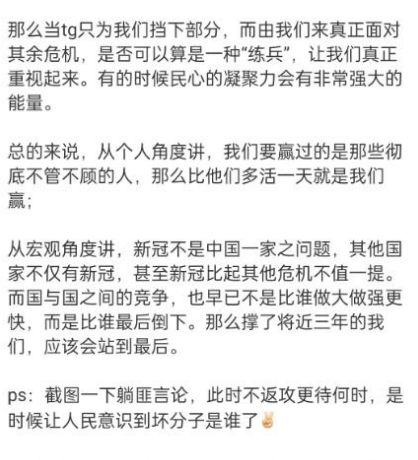 那么当tg只为我们挡下部分，而由我们来真正面对
其余危机，是否可以算是一种“练兵”，让我们真正
重视起来。有的时候民心的凝聚力会有非常强大的
能量。
总的来说，从个人角度讲，我们要赢过的是那些彻
底不管不顾的人，那么比他们多活一天就是我们
赢；
从宏观角度讲，新冠不是中国一家之问题，其他国
家不仅有新冠，甚至新冠比起其他危机不值一提。
而国与国之间的竞争，也早已不是比谁做大做强更
快，而是比谁最后倒下。那么撑了将近三年的我
们，应该会站到最后。
ps：截图一下躺匪言论，此时不返攻更待何时，是
时候让人民意识到坏分子是谁了✌🏻